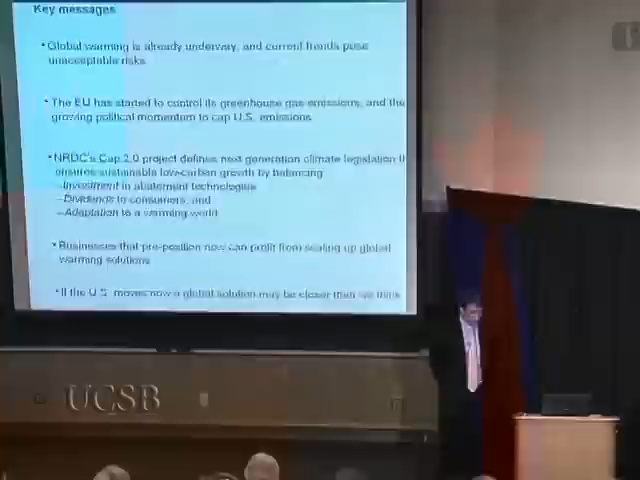 Key messages
• Global warming is already underway, and current trends pose
unacceptable risks
• The EU has started to control its greenhouse gas emissions, and the
growing political momentum to cap U.S. emissions
• NRDC's Cap 2.0 project defines next generation climate legislation
ensures sustainable low-carbon growth by balancing
–Investment in abatement technologies
–Dividends to consumers, and
–Adaptation to a warming world
• Businesses that pre-position now can profit from scaling up global
warming solutions
• If the U.S. moves now a global solution may be closer than we think
UCSB